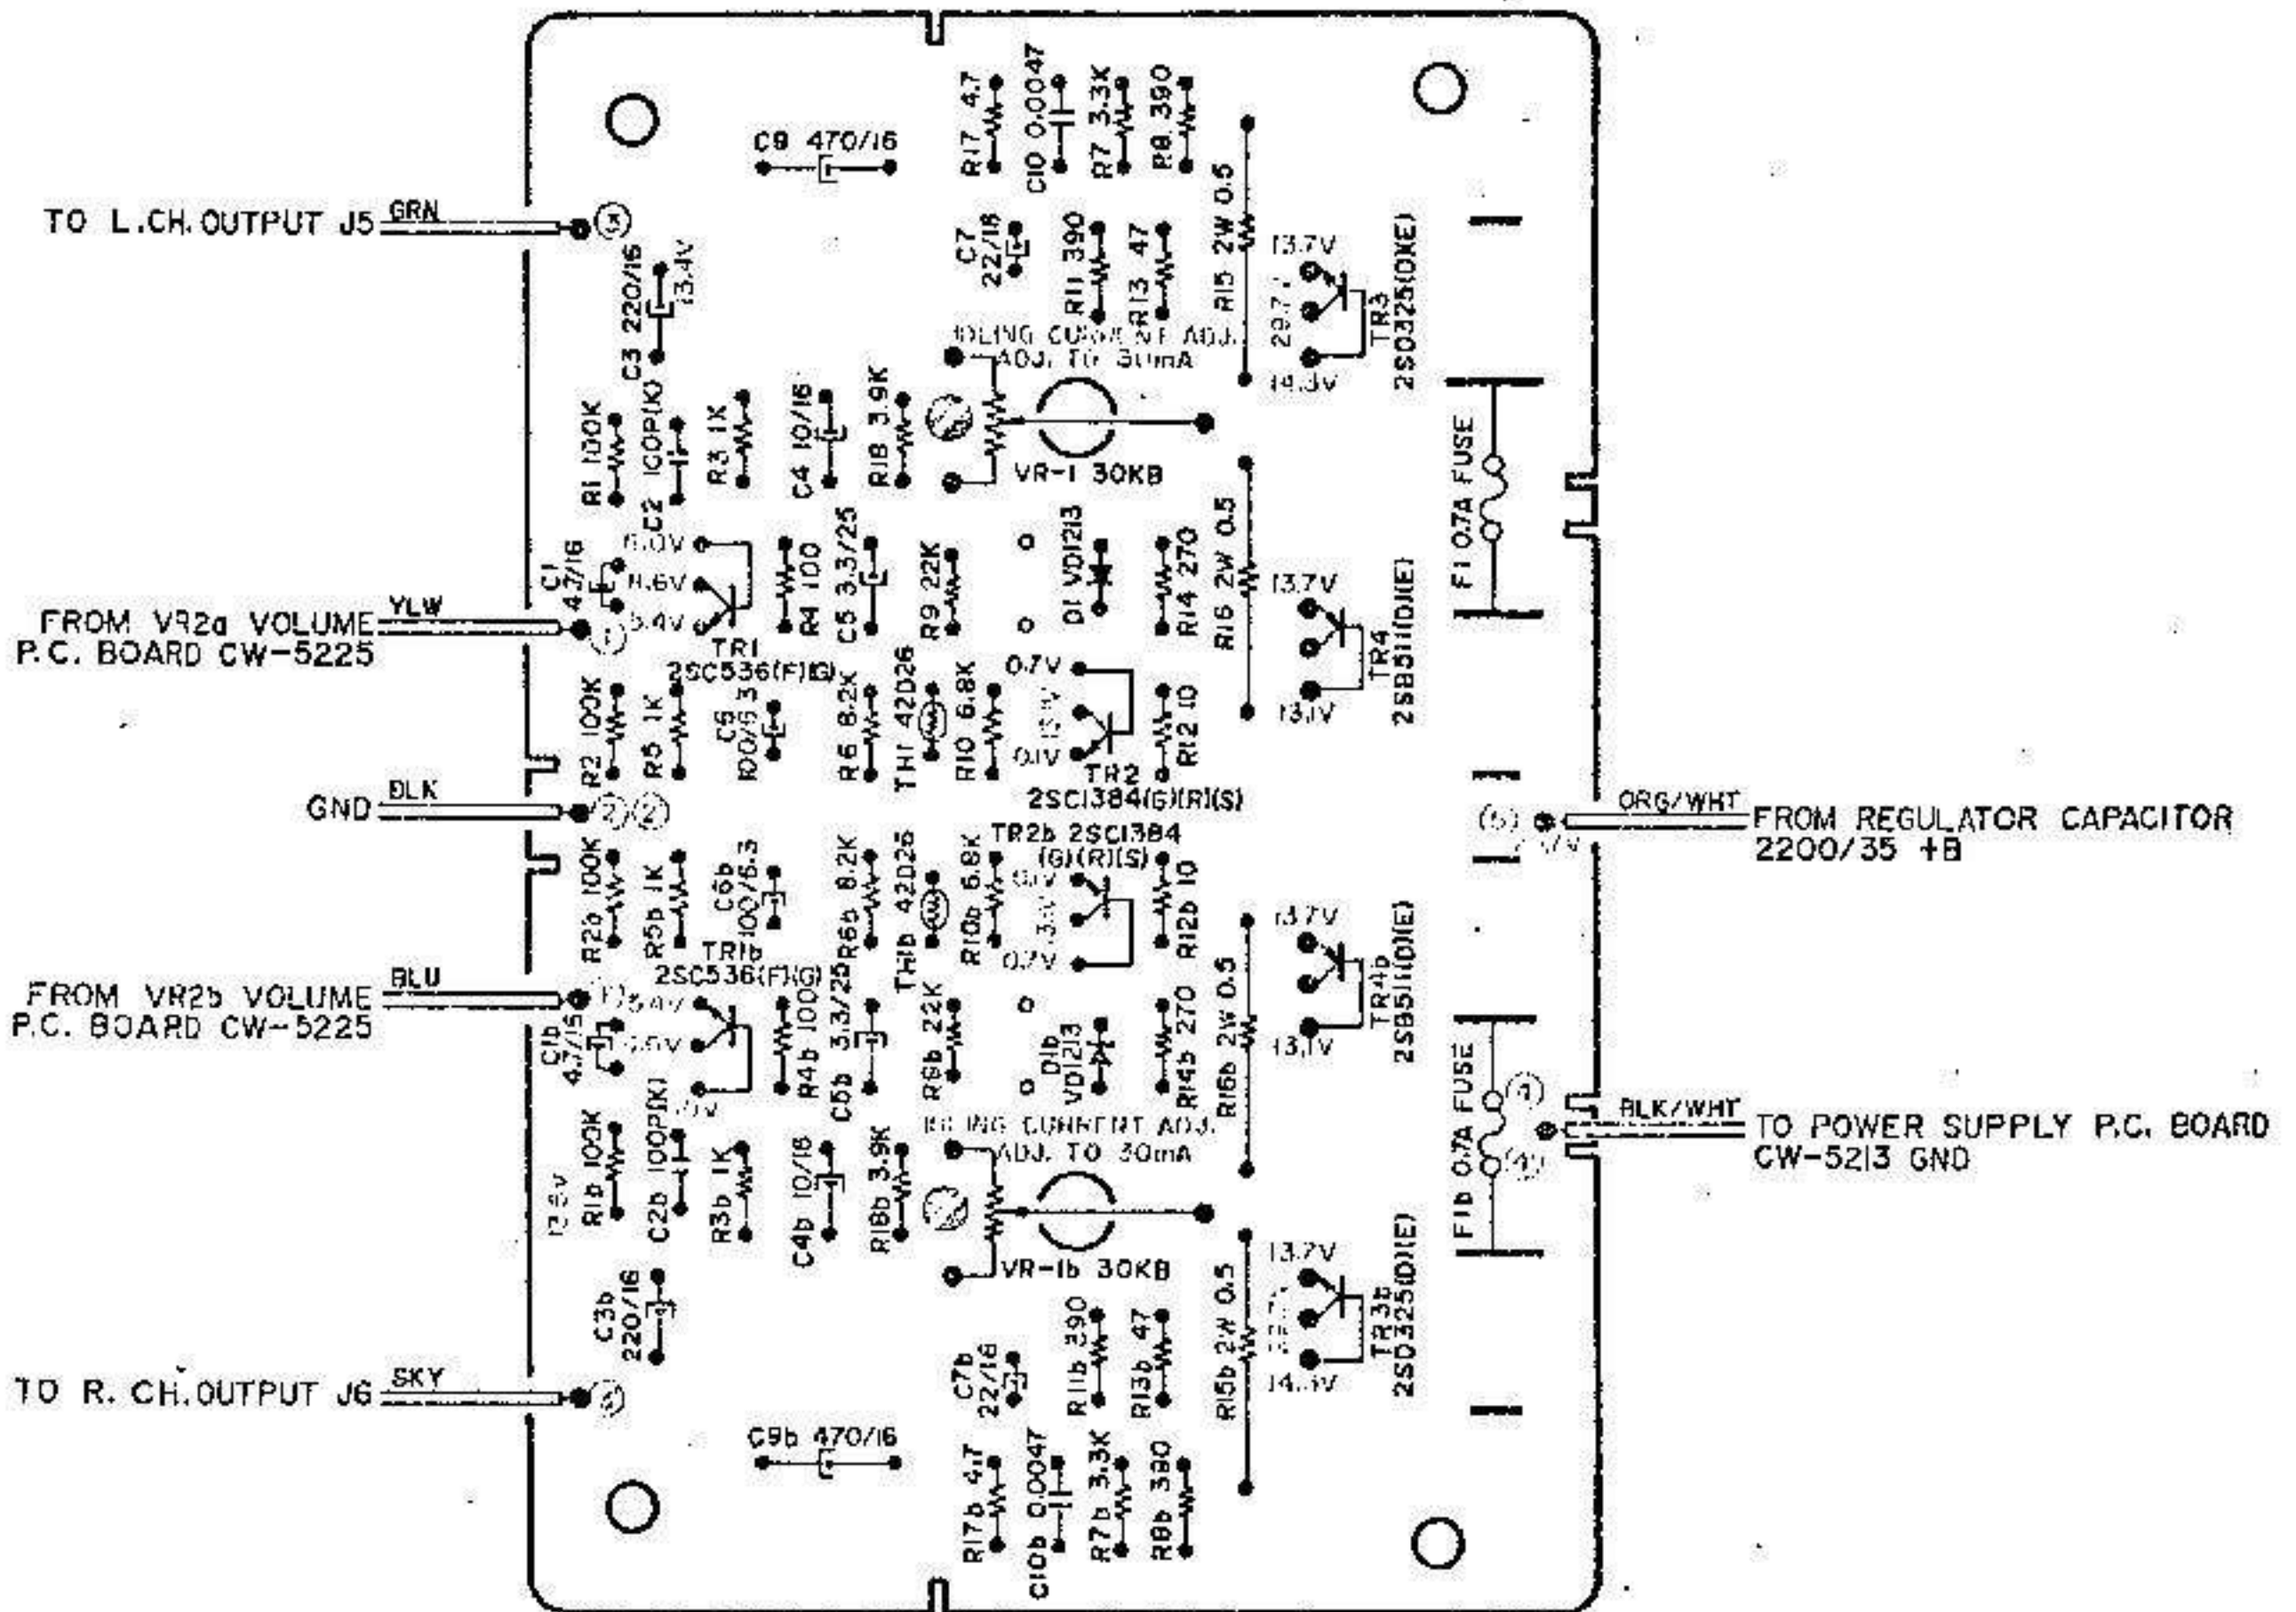 R17 4.7
C10 0.0047
R7 3.3K
R8 390
C9 470/16
TO L.CH.OUTPUT J5
GRN
C3 220/16
13.4V
C7
22/16
R11 390
R13 47
R15 2W 0.5
13.7V
TR3
2SD325(D)(E)
ADJ. TO 30mA
R1 100K
C2 100P(K)
R3 1K
C4 10/16
R18 3.9K
VR-1 30KB
F1 0.7A FUSE
C1
4.7/16
R4 100
C5 3.3/25
R9 22K
D1 VD1213
R14 270
R16 2W 0.5
13.7V
TR4
2SB511(D)(E)
13.1V
FROM VR2a VOLUME
P.C. BOARD CW-5225
YLW
5.4V
TR1
2SC536(F)(G)
R2 100K
R5 1K
C6
100/6.3
R6 8.2K
TH1 42D26
R10 6.8K
0.7V
0.1V
R12 10
TR2
2SC1384(G)(R)(S)
GND
BLK
2
2
ORG/WHT
FROM REGULATOR CAPACITOR
2200/35 +B
TR2b 2SC1384
(G)(R)(S)
R2b 100K
R5b 1K
C6b
100/6.3
R6b 8.2K
TH1b 42D26
R10b 6.8K
0.1V
0.7V
R12b 10
13.7V
TR4b
2SB511(D)(E)
13.1V
TR1b
2SC536(F)(G)
FROM VR2b VOLUME
P.C. BOARD CW-5225
BLU
5.4V
C1b
4.7/16
R4b 100
C5b 3.3/25
R9b 22K
D1b
VD1213
R14b 270
R16b 2W 0.5
F1b 0.7A FUSE
BLK/WHT
TO POWER SUPPLY P.C. BOARD
CW-5213 GND
IDLING CURRENT ADJ.
ADJ. TO 30mA
R1b 100K
C2b 100P(K)
R3b 1K
C4b 10/16
R18b 3.9K
VR-1b 30KB
C3b
220/16
R15b 2W 0.5
13.7V
TR3b
2SD325(D)(E)
C7b
22/16
R11b 390
R13b 47
TO R. CH.OUTPUT J6
SKY
C9b 470/16
R17b 4.7
C10b 0.0047
R7b 3.3K
R8b 390